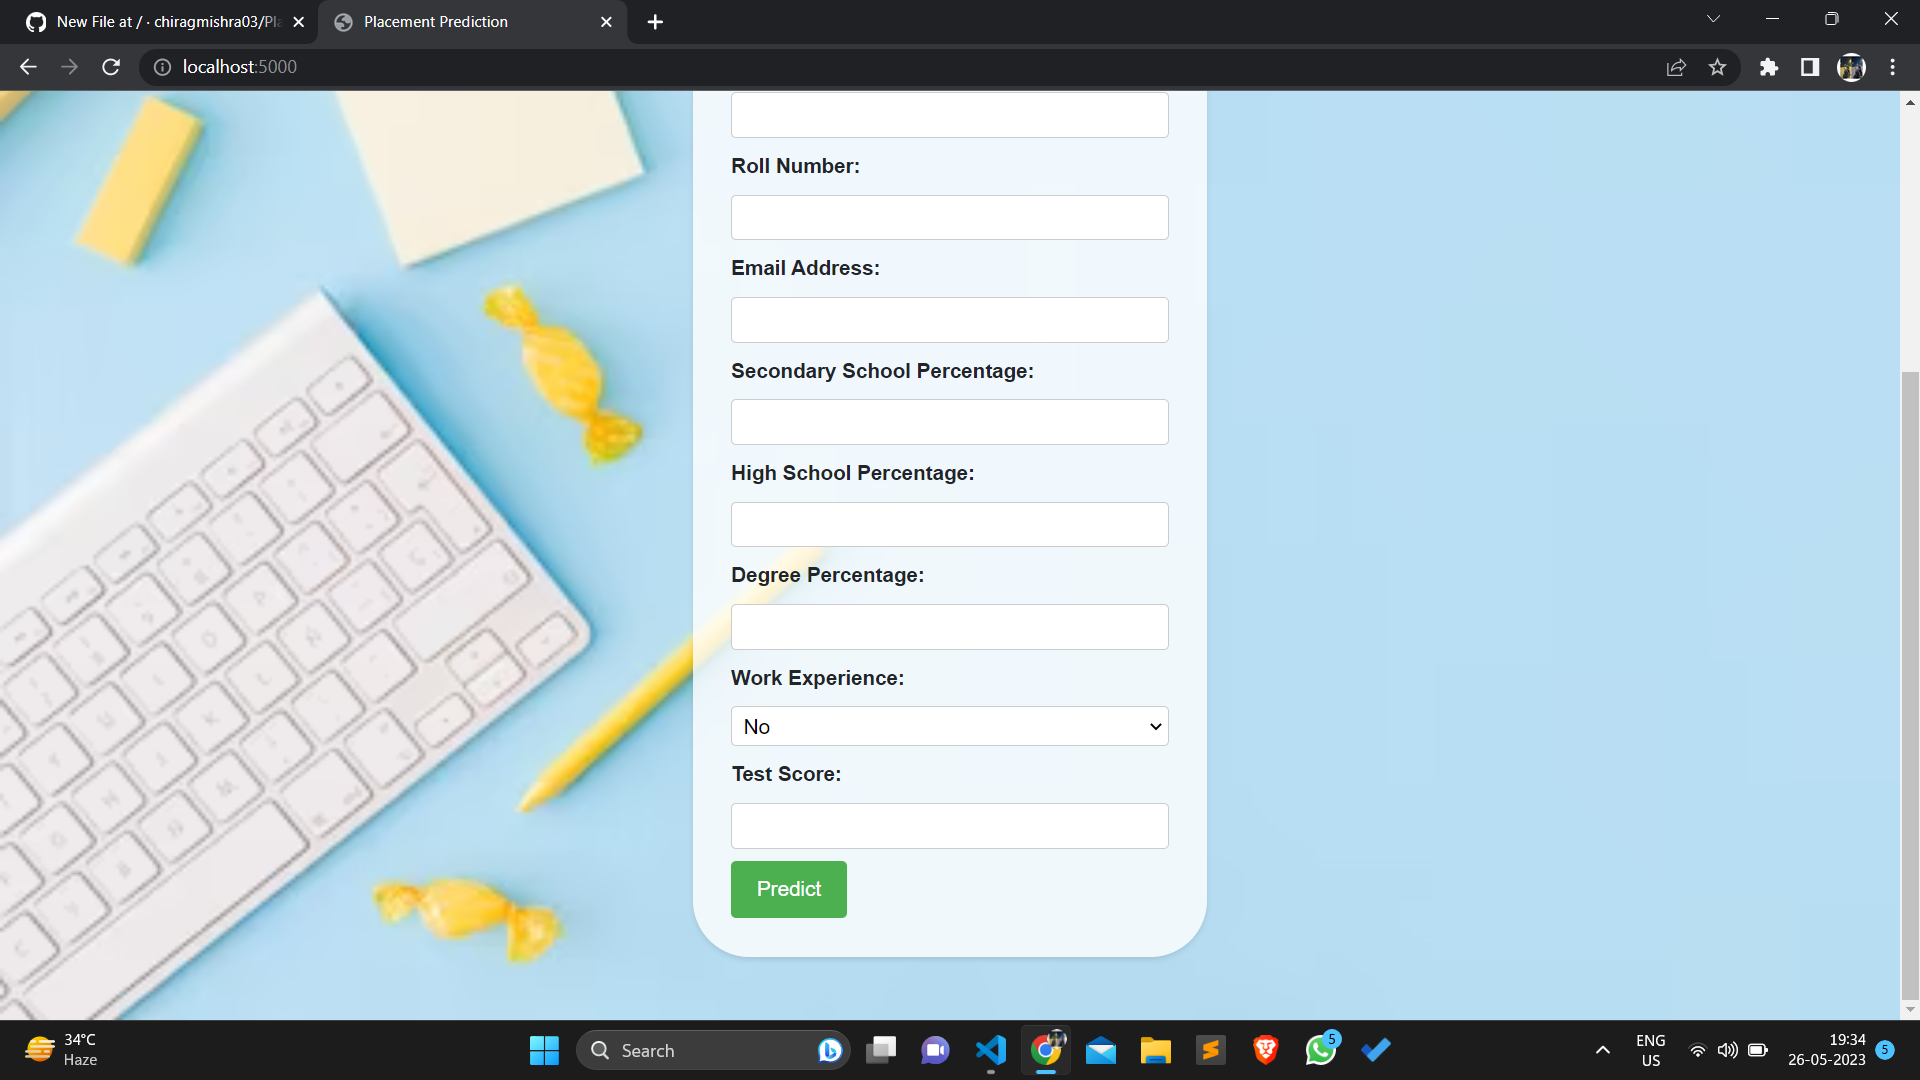 New File at / · chiragmishra03/Pla
Placement Prediction
localhost:5000
Roll Number:
Email Address:
Secondary School Percentage:
High School Percentage:
Degree Percentage:
Work Experience:
No
Test Score:
Predict
34°C
Haze
Search
5
ENG
US
19:34
26-05-2023
5